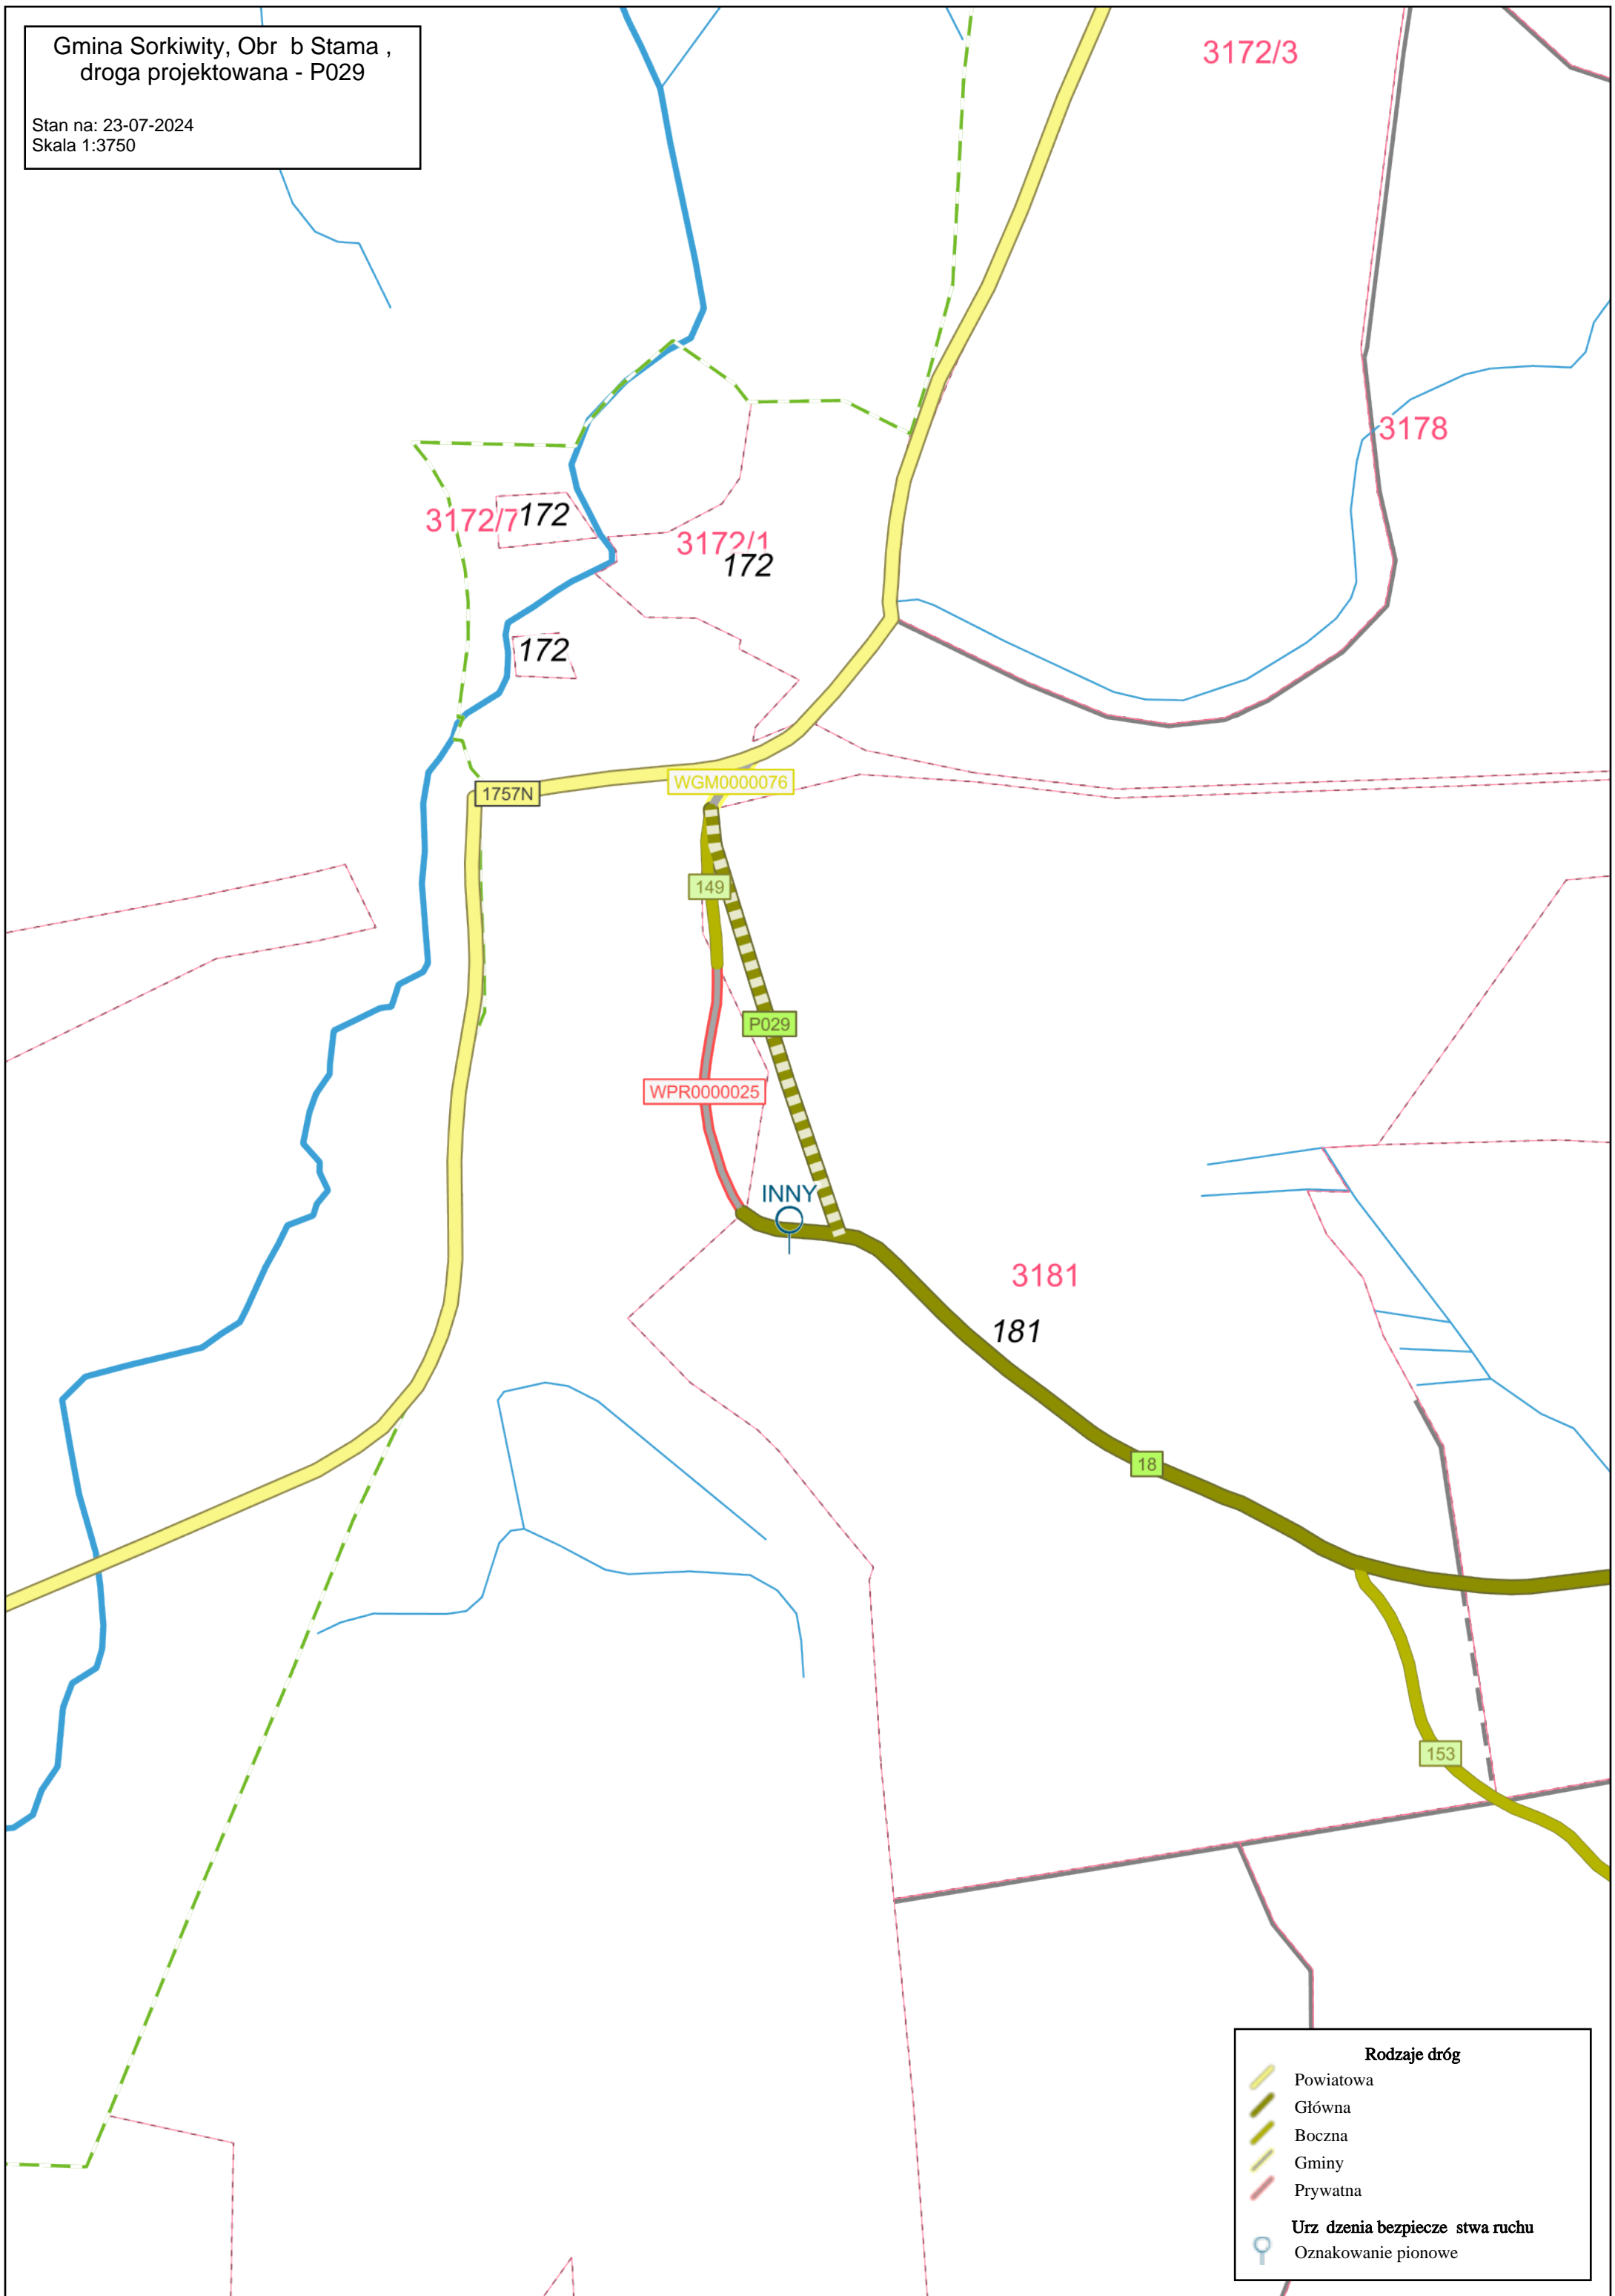 Gmina Sorkiwity, Obr b Stama ,
droga projektowana - P029
Stan na: 23-07-2024
Skala 1:3750
3172/3
3178
3172/7
172
3172/1
172
172
1757N
WGM0000076
149
P029
WPR0000025
INNY
3181
181
18
153
Rodzaje dróg
Powiatowa
Główna
Boczna
Gminy
Prywatna
Urz dzenia bezpiecze stwa ruchu
Oznakowanie pionowe